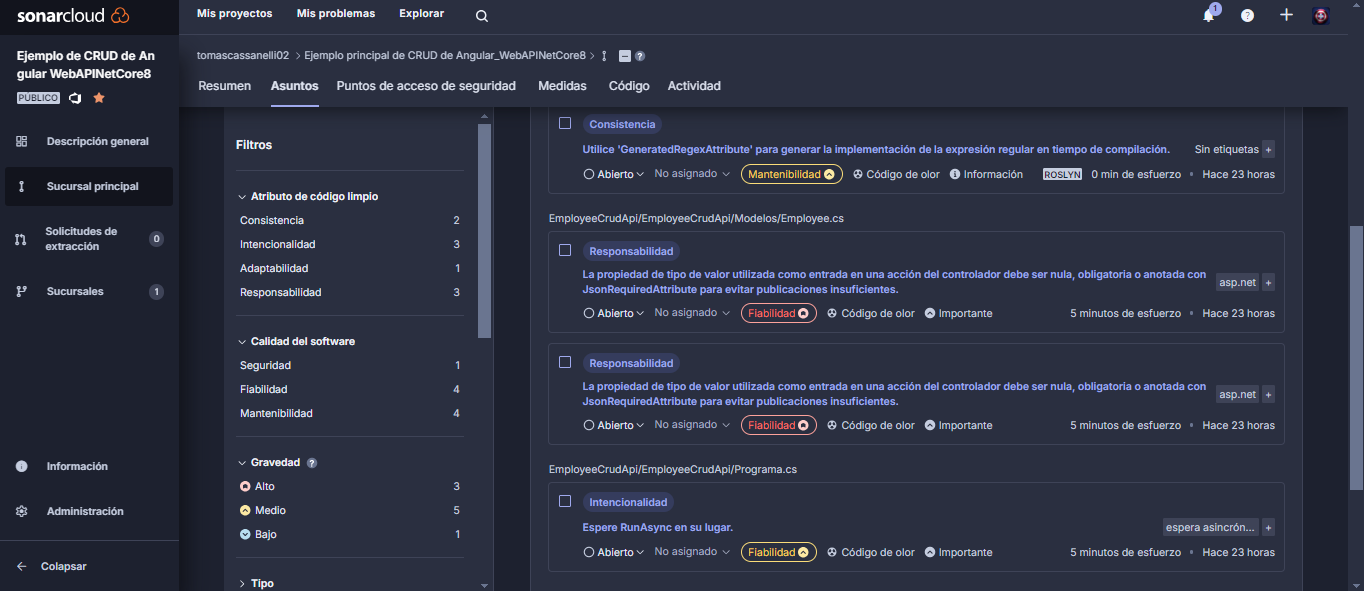 sonarcloud
Mis proyectos
Mis problemas
Explorar
1
Ejemplo de CRUD de An
gular WebAPINetCore8
PÚBLICO
Descripción general
Sucursal principal
Solicitudes de
extracción
0
Sucursales
1
Información
Administración
Colapsar
tomascassanelli02 > Ejemplo principal de CRUD de Angular_WebAPINetCore8 >
Resumen
Asuntos
Puntos de acceso de seguridad
Medidas
Código
Actividad
Filtros
Atributo de código limpio
Consistencia 2
Intencionalidad 3
Adaptabilidad 1
Responsabilidad 3
Calidad del software
Seguridad 1
Fiabilidad 4
Mantenibilidad 4
Gravedad ?
Alto 3
Medio 5
Bajo 1
Tipo
Consistencia
Utilice 'GeneratedRegexAttribute' para generar la implementación de la expresión regular en tiempo de compilación. Sin etiquetas +
Abierto No asignado Mantenibilidad Código de olor Información ROSLYN 0 min de esfuerzo • Hace 23 horas
EmployeeCrudApi/EmployeeCrudApi/Modelos/Employee.cs
Responsabilidad
La propiedad de tipo de valor utilizada como entrada en una acción del controlador debe ser nula, obligatoria o anotada con
JsonRequiredAttribute para evitar publicaciones insuficientes. asp.net +
Abierto No asignado Fiabilidad Código de olor Importante 5 minutos de esfuerzo • Hace 23 horas
Responsabilidad
La propiedad de tipo de valor utilizada como entrada en una acción del controlador debe ser nula, obligatoria o anotada con
JsonRequiredAttribute para evitar publicaciones insuficientes. asp.net +
Abierto No asignado Fiabilidad Código de olor Importante 5 minutos de esfuerzo • Hace 23 horas
EmployeeCrudApi/EmployeeCrudApi/Programa.cs
Intencionalidad
Espere RunAsync en su lugar. espera asincrón... +
Abierto No asignado Fiabilidad Código de olor Importante 5 minutos de esfuerzo • Hace 23 horas